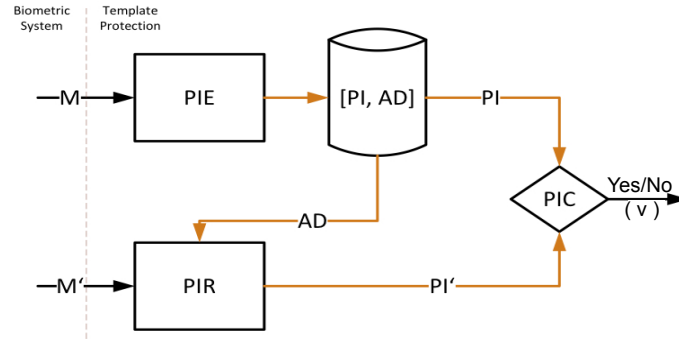 Biometric
System
Template
Protection
M
PIE
[PI, AD]
PI
PIC
Yes/No
( v )
AD
M‘
PIR
PI‘